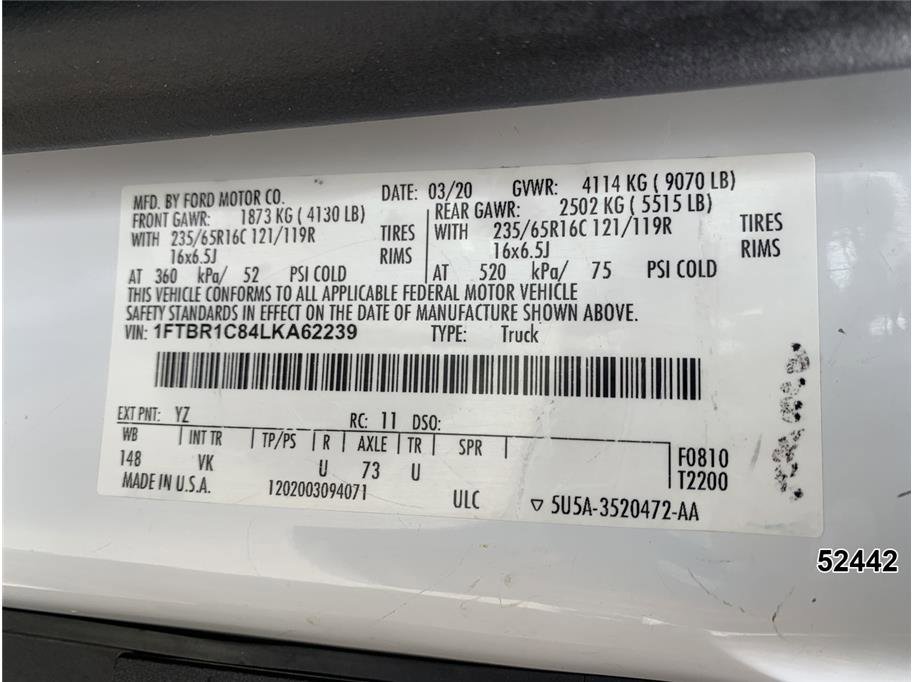 MFD. BY FORD MOTOR CO. DATE: 03/20 GVWR: 4114 KG ( 9070 LB)
FRONT GAWR: 1873 KG ( 4130 LB) REAR GAWR: 2502 KG ( 5515 LB)
WITH 235/65R16C 121/119R TIRES WITH 235/65R16C 121/119R TIRES
16x6.5J RIMS 16x6.5J RIMS
AT 360 kPa/ 52 PSI COLD AT 520 kPa/ 75 PSI COLD
THIS VEHICLE CONFORMS TO ALL APPLICABLE FEDERAL MOTOR VEHICLE
SAFETY STANDARDS IN EFFECT ON THE DATE OF MANUFACTURE SHOWN ABOVE.
VIN: 1FTBR1C84LKA62239 TYPE: Truck
EXT PNT: YZ RC: 11 DSO:
WB INT TR TP/PS R AXLE TR SPR F0810
148 VK U 73 U T2200
MADE IN U.S.A. 1202003094071 ULC ▽ 5U5A-3520472-AA
52442